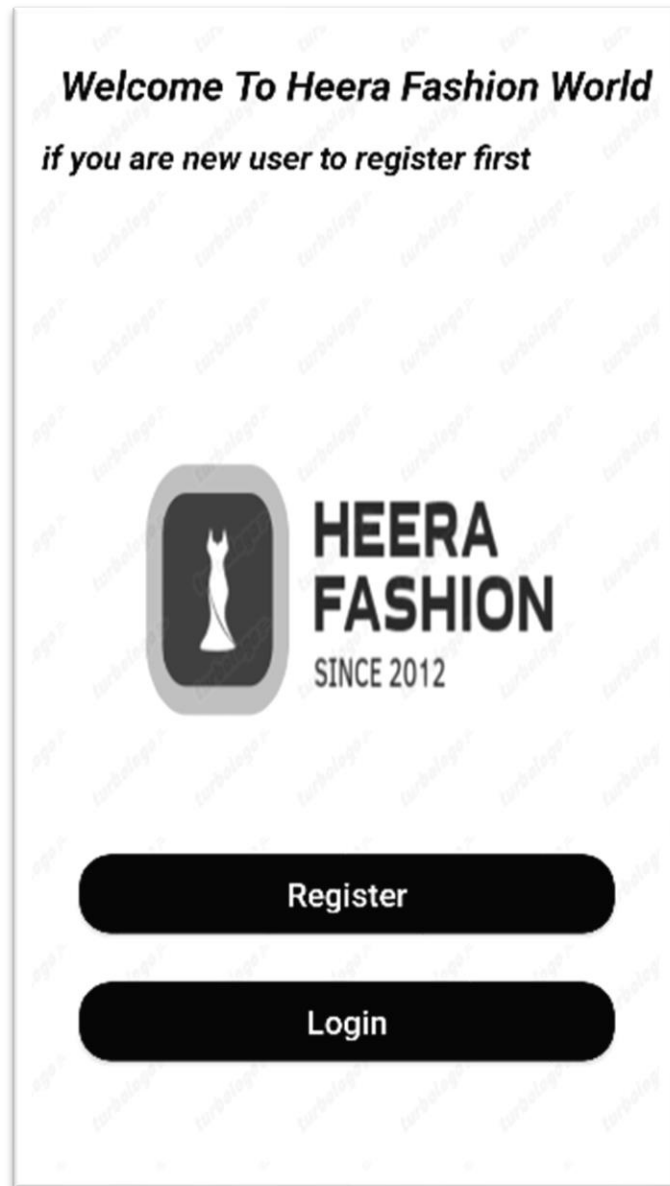 Welcome To Heera Fashion World
if you are new user to register first
HEERA
FASHION
SINCE 2012
Register
Login